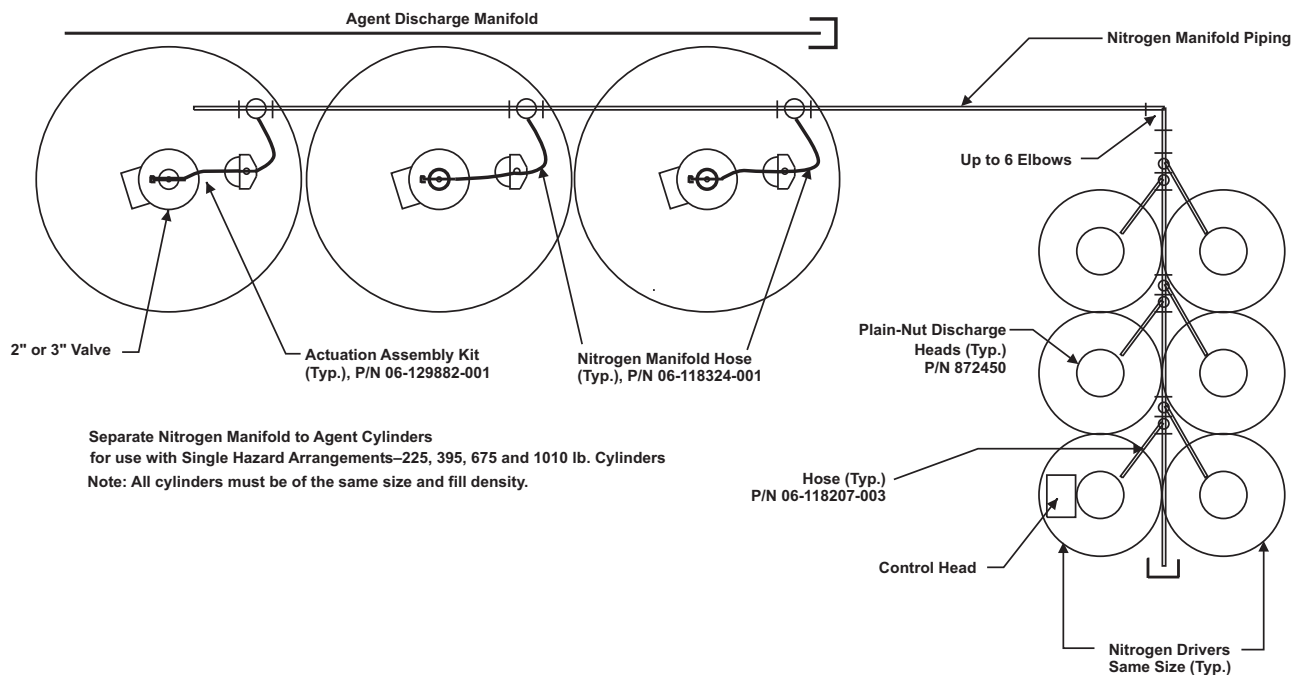 Agent Discharge Manifold
Nitrogen Manifold Piping
Up to 6 Elbows
2" or 3" Valve
Actuation Assembly Kit
(Typ.), P/N 06-129882-001
Nitrogen Manifold Hose
(Typ.), P/N 06-118324-001
Plain-Nut Discharge
Heads (Typ.)
P/N 872450
Separate Nitrogen Manifold to Agent Cylinders
for use with Single Hazard Arrangements–225, 395, 675 and 1010 lb. Cylinders
Note: All cylinders must be of the same size and fill density.
Hose (Typ.)
P/N 06-118207-003
Control Head
Nitrogen Drivers
Same Size (Typ.)